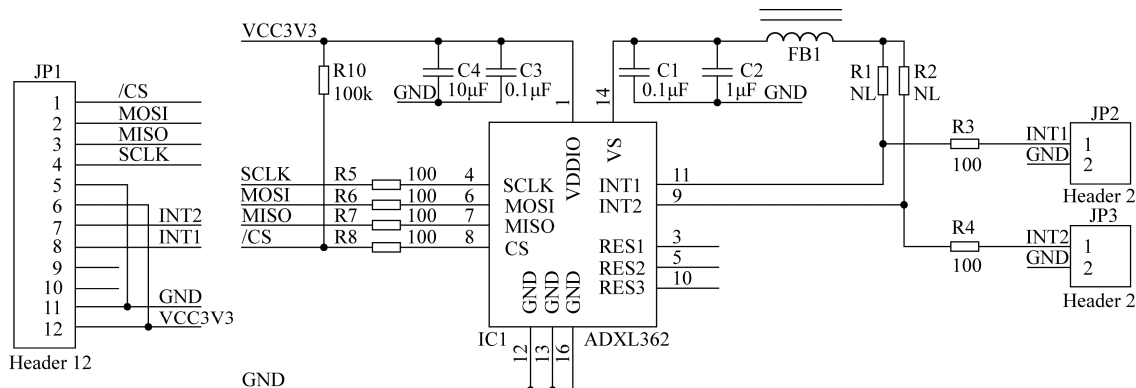 VCC3V3
JP1
R10
100k
C4
10μF
C3
0.1μF
GND
1
14
C1
0.1μF
C2
1μF
GND
FB1
R1
NL
R2
NL
1 /CS
2 MOSI
3 MISO
4 SCLK
5
6
7 INT2
8 INT1
9
10
11 GND
12 VCC3V3
Header 12
SCLK R5 100 4 SCLK
MOSI R6 100 6 MOSI
MISO R7 100 7 MISO
/CS R8 100 8 CS
VDDIO
VS
INT1 11
INT2 9
RES1 3
RES2 5
RES3 10
GND
GND
GND
IC1
ADXL362
12
13
16
GND
R3
100
JP2
INT1 1
GND 2
Header 2
R4
100
JP3
INT2 1
GND 2
Header 2